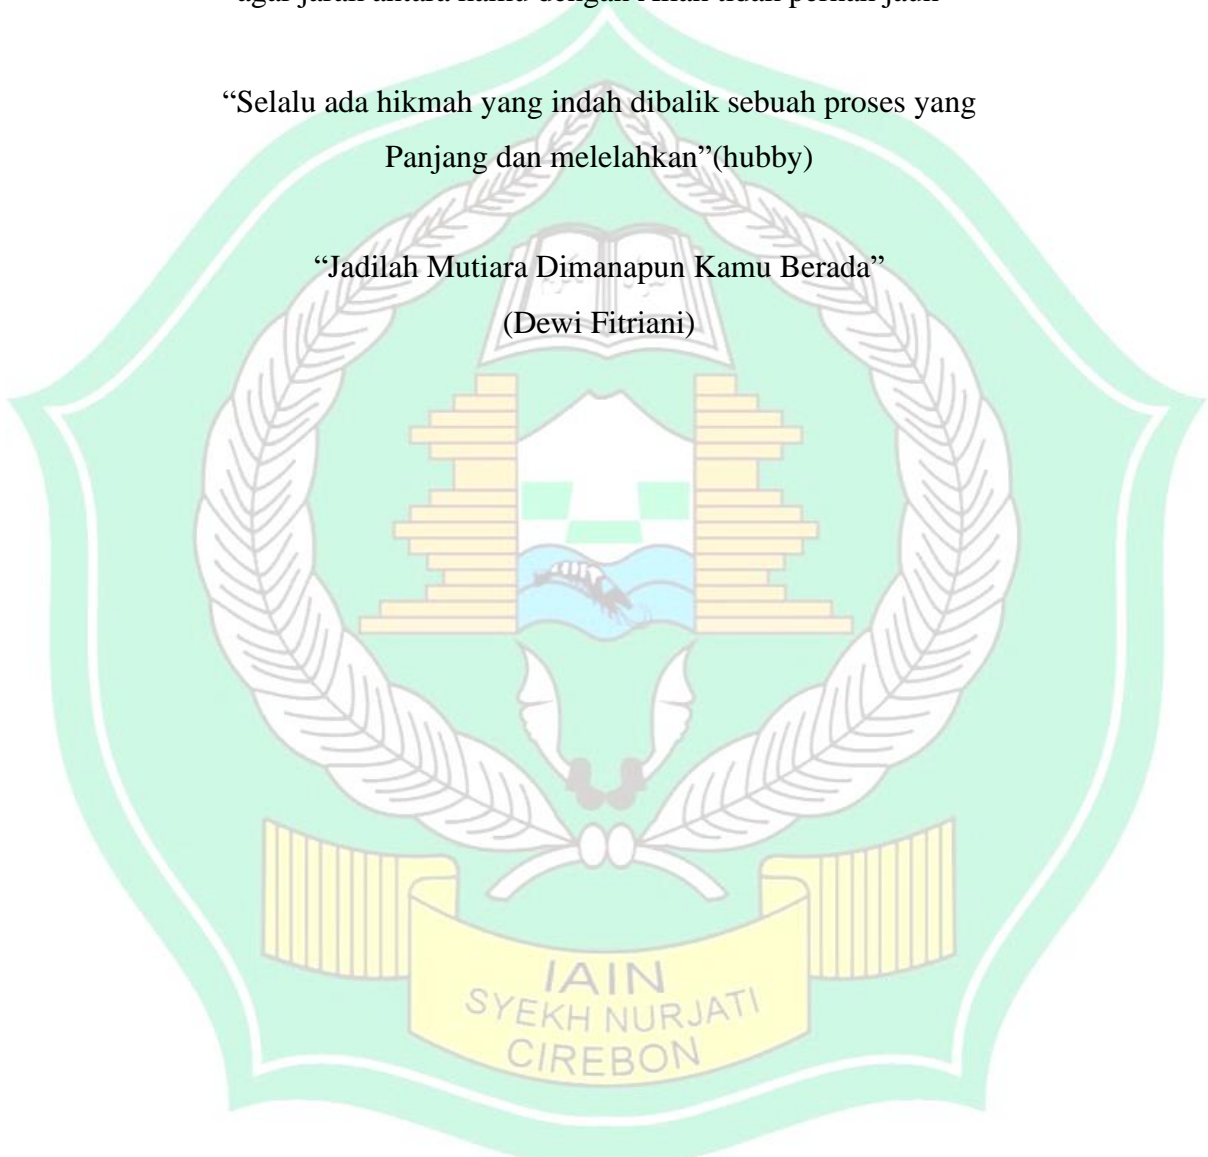 “Selalu ada hikmah yang indah dibalik sebuah proses yang
Panjang dan melelahkan”(hubby)
“Jadilah Mutiara Dimanapun Kamu Berada”
(Dewi Fitriani)
IAIN
SYEKH NURJATI
CIREBON